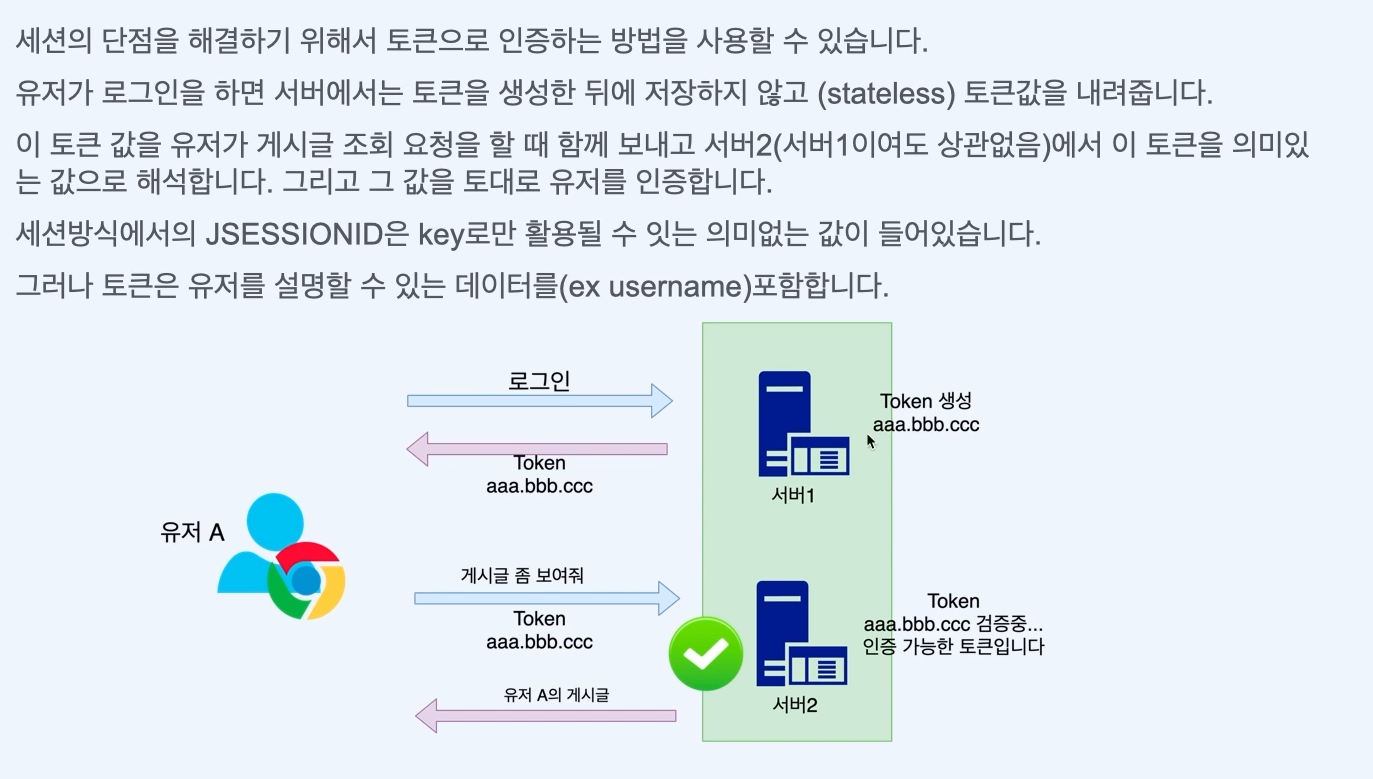 세션의 단점을 해결하기 위해서 토큰으로 인증하는 방법을 사용할 수 있습니다.
유저가 로그인을 하면 서버에서는 토큰을 생성한 뒤에 저장하지 않고 (stateless) 토큰값을 내려줍니다.
이 토큰 값을 유저가 게시글 조회 요청을 할 때 함께 보내고 서버2(서버1이여도 상관없음)에서 이 토큰을 의미있
는 값으로 해석합니다. 그리고 그 값을 토대로 유저를 인증합니다.
세션방식에서의 JSESSIONID은 key로만 활용될 수 잇는 의미없는 값이 들어있습니다.
그러나 토큰은 유저를 설명할 수 있는 데이터를(ex username)포함합니다.
로그인
Token 생성
aaa.bbb.ccc
Token
aaa.bbb.ccc
서버1
유저 A
게시글 좀 보여줘
Token
aaa.bbb.ccc
Token
aaa.bbb.ccc 검증중...
인증 가능한 토큰입니다
유저 A의 게시글
서버2